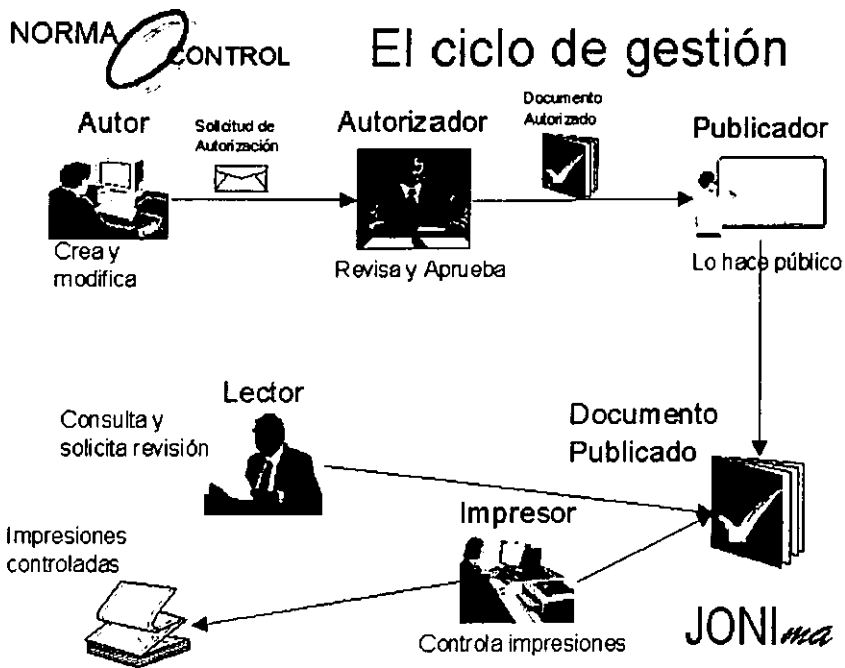 NORMA
CONTROL
El ciclo de gestión
Autor
Solicitud de
Autorización
Autorizador
Documento
Autorizado
Publicador
Crea y
modifica
Revisa y Aprueba
Lo hace público
Lector
Consulta y
solicita revisión
Documento
Publicado
Impresor
Impresiones
controladas
Controla impresiones
JONIma